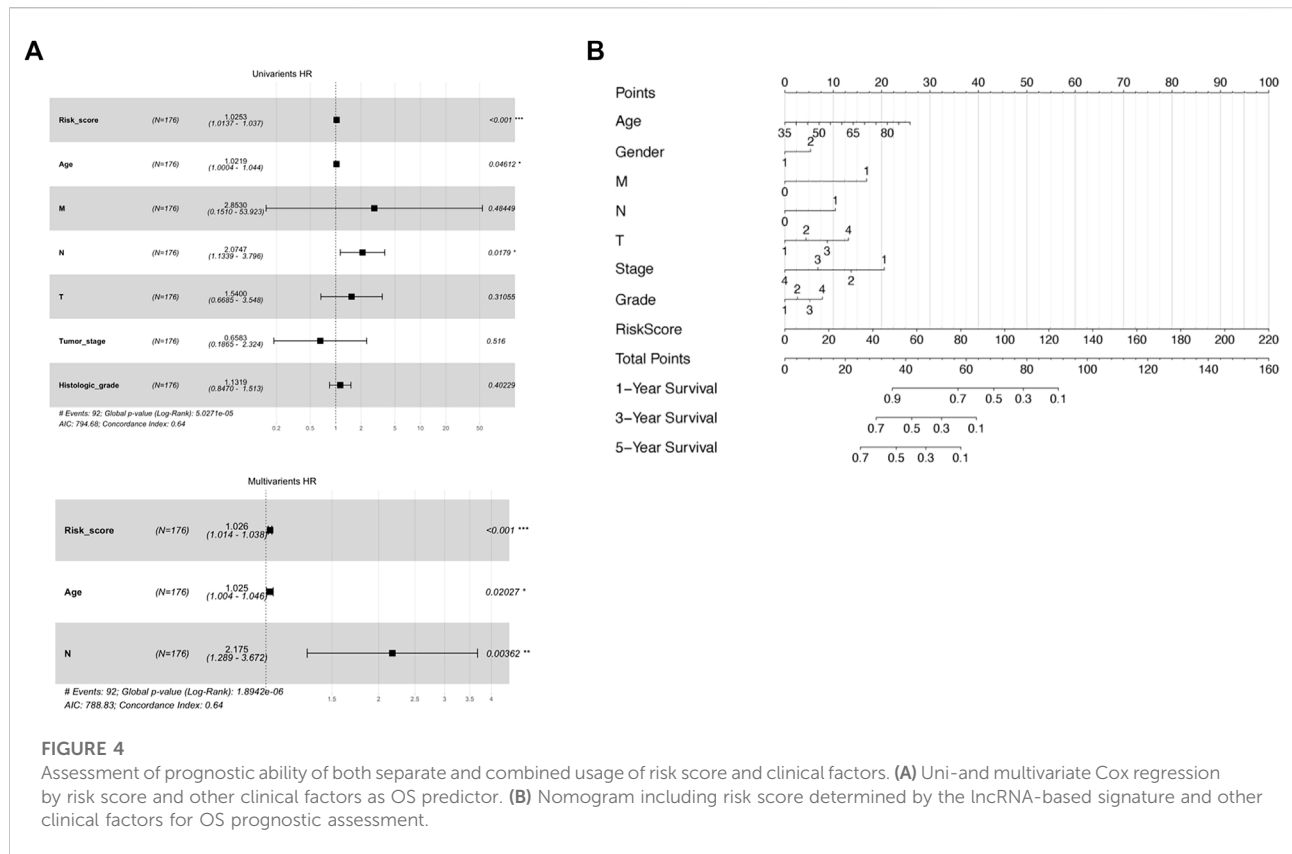 A
Univarients HR
Risk_score (N=176) 1.0253 (1.0137 - 1.037) <0.001 ***
Age (N=176) 1.0219 (1.0004 - 1.044) 0.04612 *
M (N=176) 2.8530 (0.1510 - 53.923) 0.48449
N (N=176) 2.0747 (1.1339 - 3.796) 0.0179 *
T (N=176) 1.5400 (0.6685 - 3.548) 0.31055
Tumor_stage (N=176) 0.6583 (0.1865 - 2.324) 0.516
Histologic_grade (N=176) 1.1319 (0.8470 - 1.513) 0.40229
# Events: 92; Global p-value (Log-Rank): 5.0271e-05
AIC: 794.68; Concordance Index: 0.64
0.2 0.5 1 2 5 10 20 50
Multivarients HR
Risk_score (N=176) 1.026 (1.014 - 1.038) <0.001 ***
Age (N=176) 1.025 (1.004 - 1.046) 0.02027 *
N (N=176) 2.175 (1.289 - 3.672) 0.00362 **
# Events: 92; Global p-value (Log-Rank): 1.8942e-06
AIC: 788.83; Concordance Index: 0.64
1.5 2 2.5 3 3.5 4
B
0 10 20 30 40 50 60 70 80 90 100
Points
Age
35 50 65 80
Gender
2
1
M
1
0
N
1
0
T
2 4
1 3
Stage
3 1
4 2
Grade
2 4
1 3
RiskScore
0 20 40 60 80 100 120 140 160 180 200 220
Total Points
0 20 40 60 80 100 120 140 160
1-Year Survival
0.9 0.7 0.5 0.3 0.1
3-Year Survival
0.7 0.5 0.3 0.1
5-Year Survival
0.7 0.5 0.3 0.1
FIGURE 4
Assessment of prognostic ability of both separate and combined usage of risk score and clinical factors. (A) Uni-and multivariate Cox regression
by risk score and other clinical factors as OS predictor. (B) Nomogram including risk score determined by the lncRNA-based signature and other
clinical factors for OS prognostic assessment.